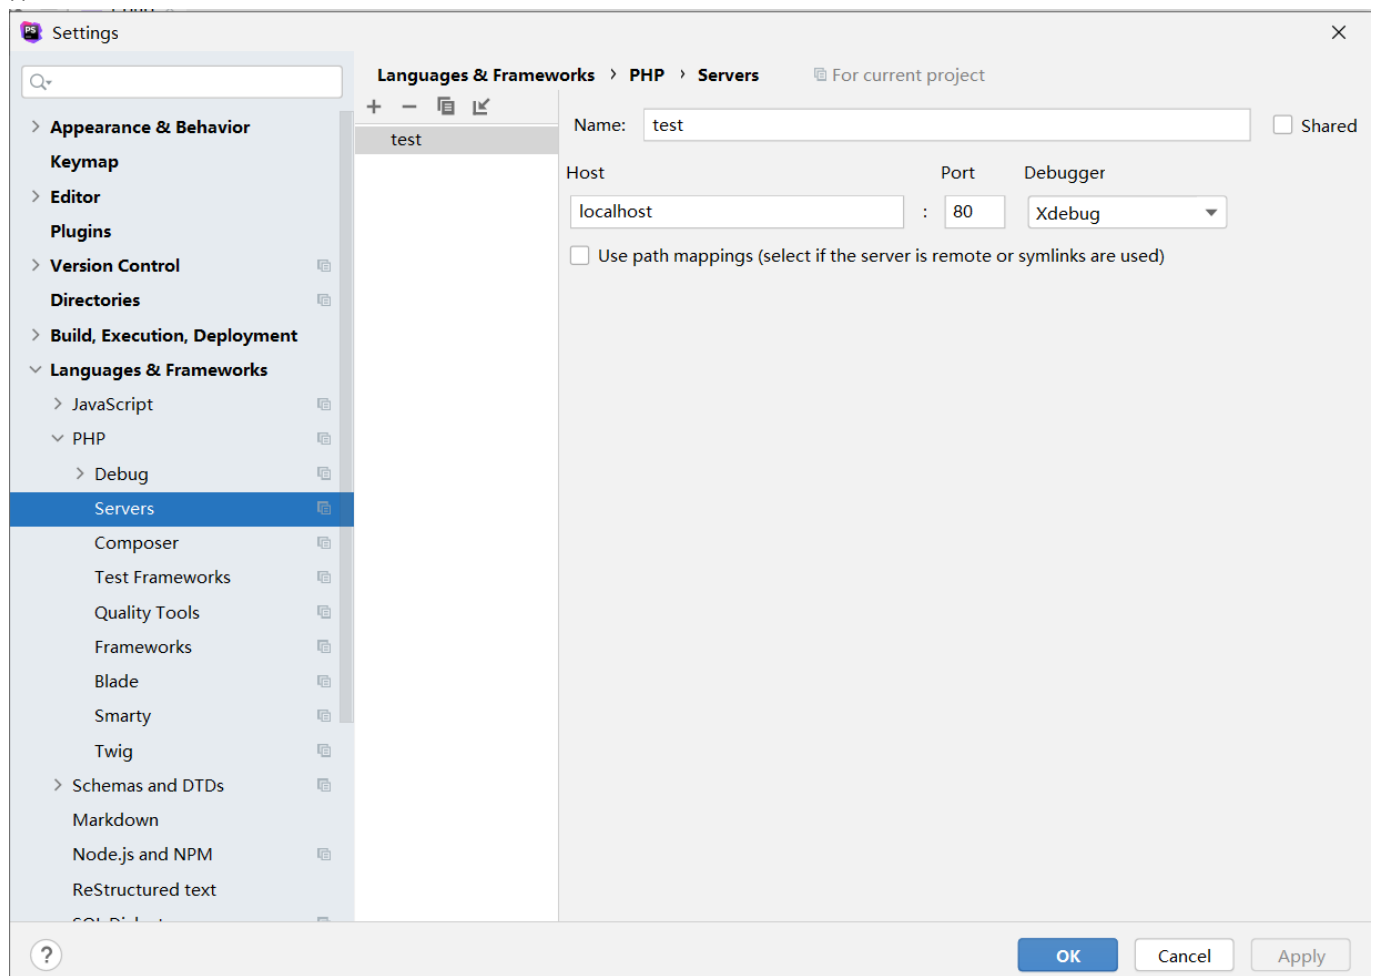 PS
Settings
Languages & Frameworks > PHP > Servers For current project
Appearance & Behavior
Keymap
Editor
Plugins
Version Control
Directories
Build, Execution, Deployment
Languages & Frameworks
JavaScript
PHP
Debug
Servers
Composer
Test Frameworks
Quality Tools
Frameworks
Blade
Smarty
Twig
Schemas and DTDs
Markdown
Node.js and NPM
ReStructured text
test
Name: test Shared
Host Port Debugger
localhost : 80 Xdebug
Use path mappings (select if the server is remote or symlinks are used)
?
OK Cancel Apply